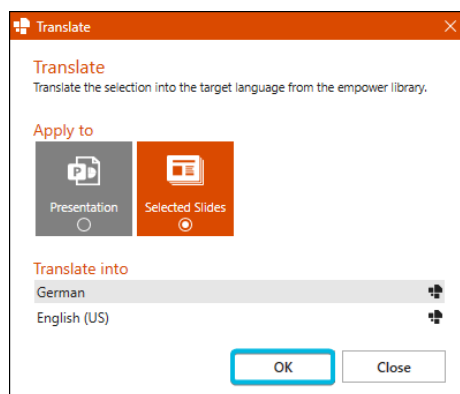 Translate
Translate
Translate the selection into the target language from the empower library.
Apply to
Presentation
Selected Slides
Translate into
German
English (US)
OK
Close